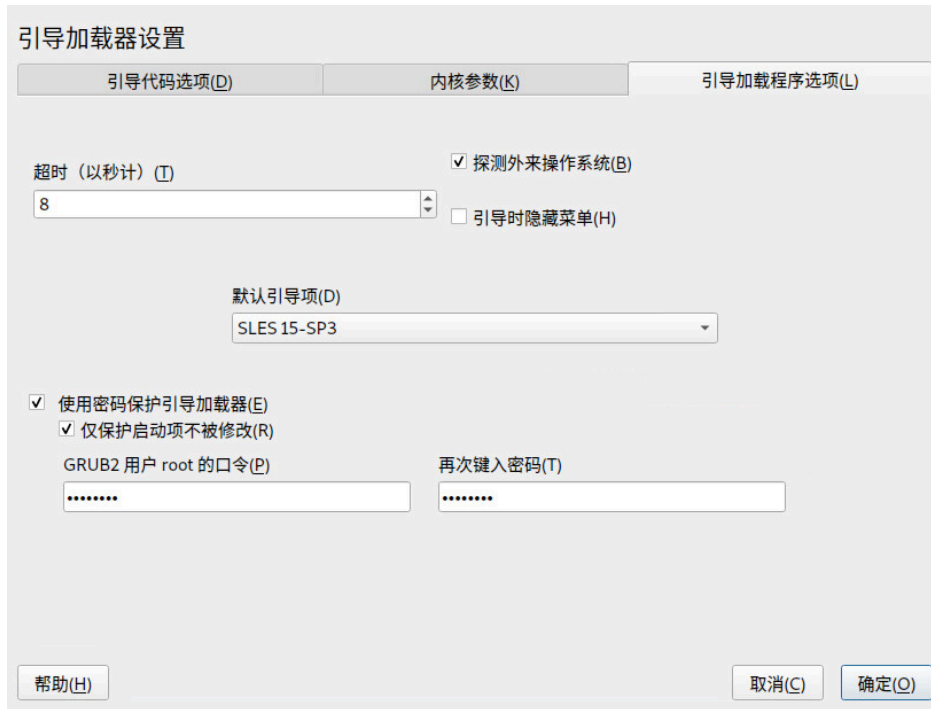 引导加载器设置
引导代码选项(D)
内核参数(K)
引导加载程序选项(L)
超时（以秒计）(T)
8
探测外来操作系统(B)
引导时隐藏菜单(H)
默认引导项(D)
SLES 15-SP3
使用密码保护引导加载器(E)
仅保护启动项不被修改(R)
GRUB2 用户 root 的口令(P)
再次键入密码(T)
••••••••
••••••••
帮助(H)
取消(C)
确定(O)